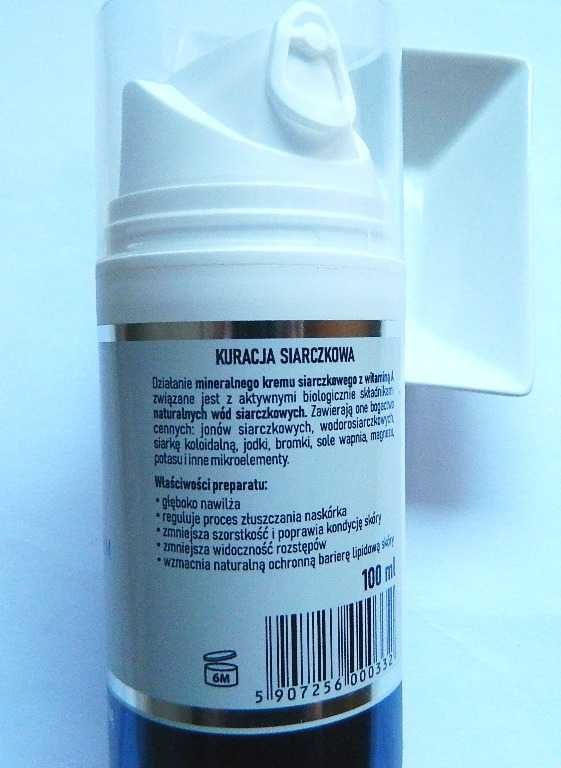 KURACJA SIARCZKOWA
Działanie mineralnego kremu siarczkowego z witaminą A
związane jest z aktywnymi biologicznie składnikami
naturalnych wód siarczkowych. Zawierają one bogactwo
cennych: jonów siarczkowych, wodorosiarczkowych,
siarkę koloidalną, jodki, bromki, sole wapnia, magnezu,
potasu i inne mikroelementy.
Właściwości preparatu:
• głęboko nawilża
• reguluje proces złuszczania naskórka
• zmniejsza szorstkość i poprawia kondycję skóry
• zmniejsza widoczność rozstępów
• wzmacnia naturalną ochronną barierę lipidową skóry
100 ml
6M
5 907256 000332